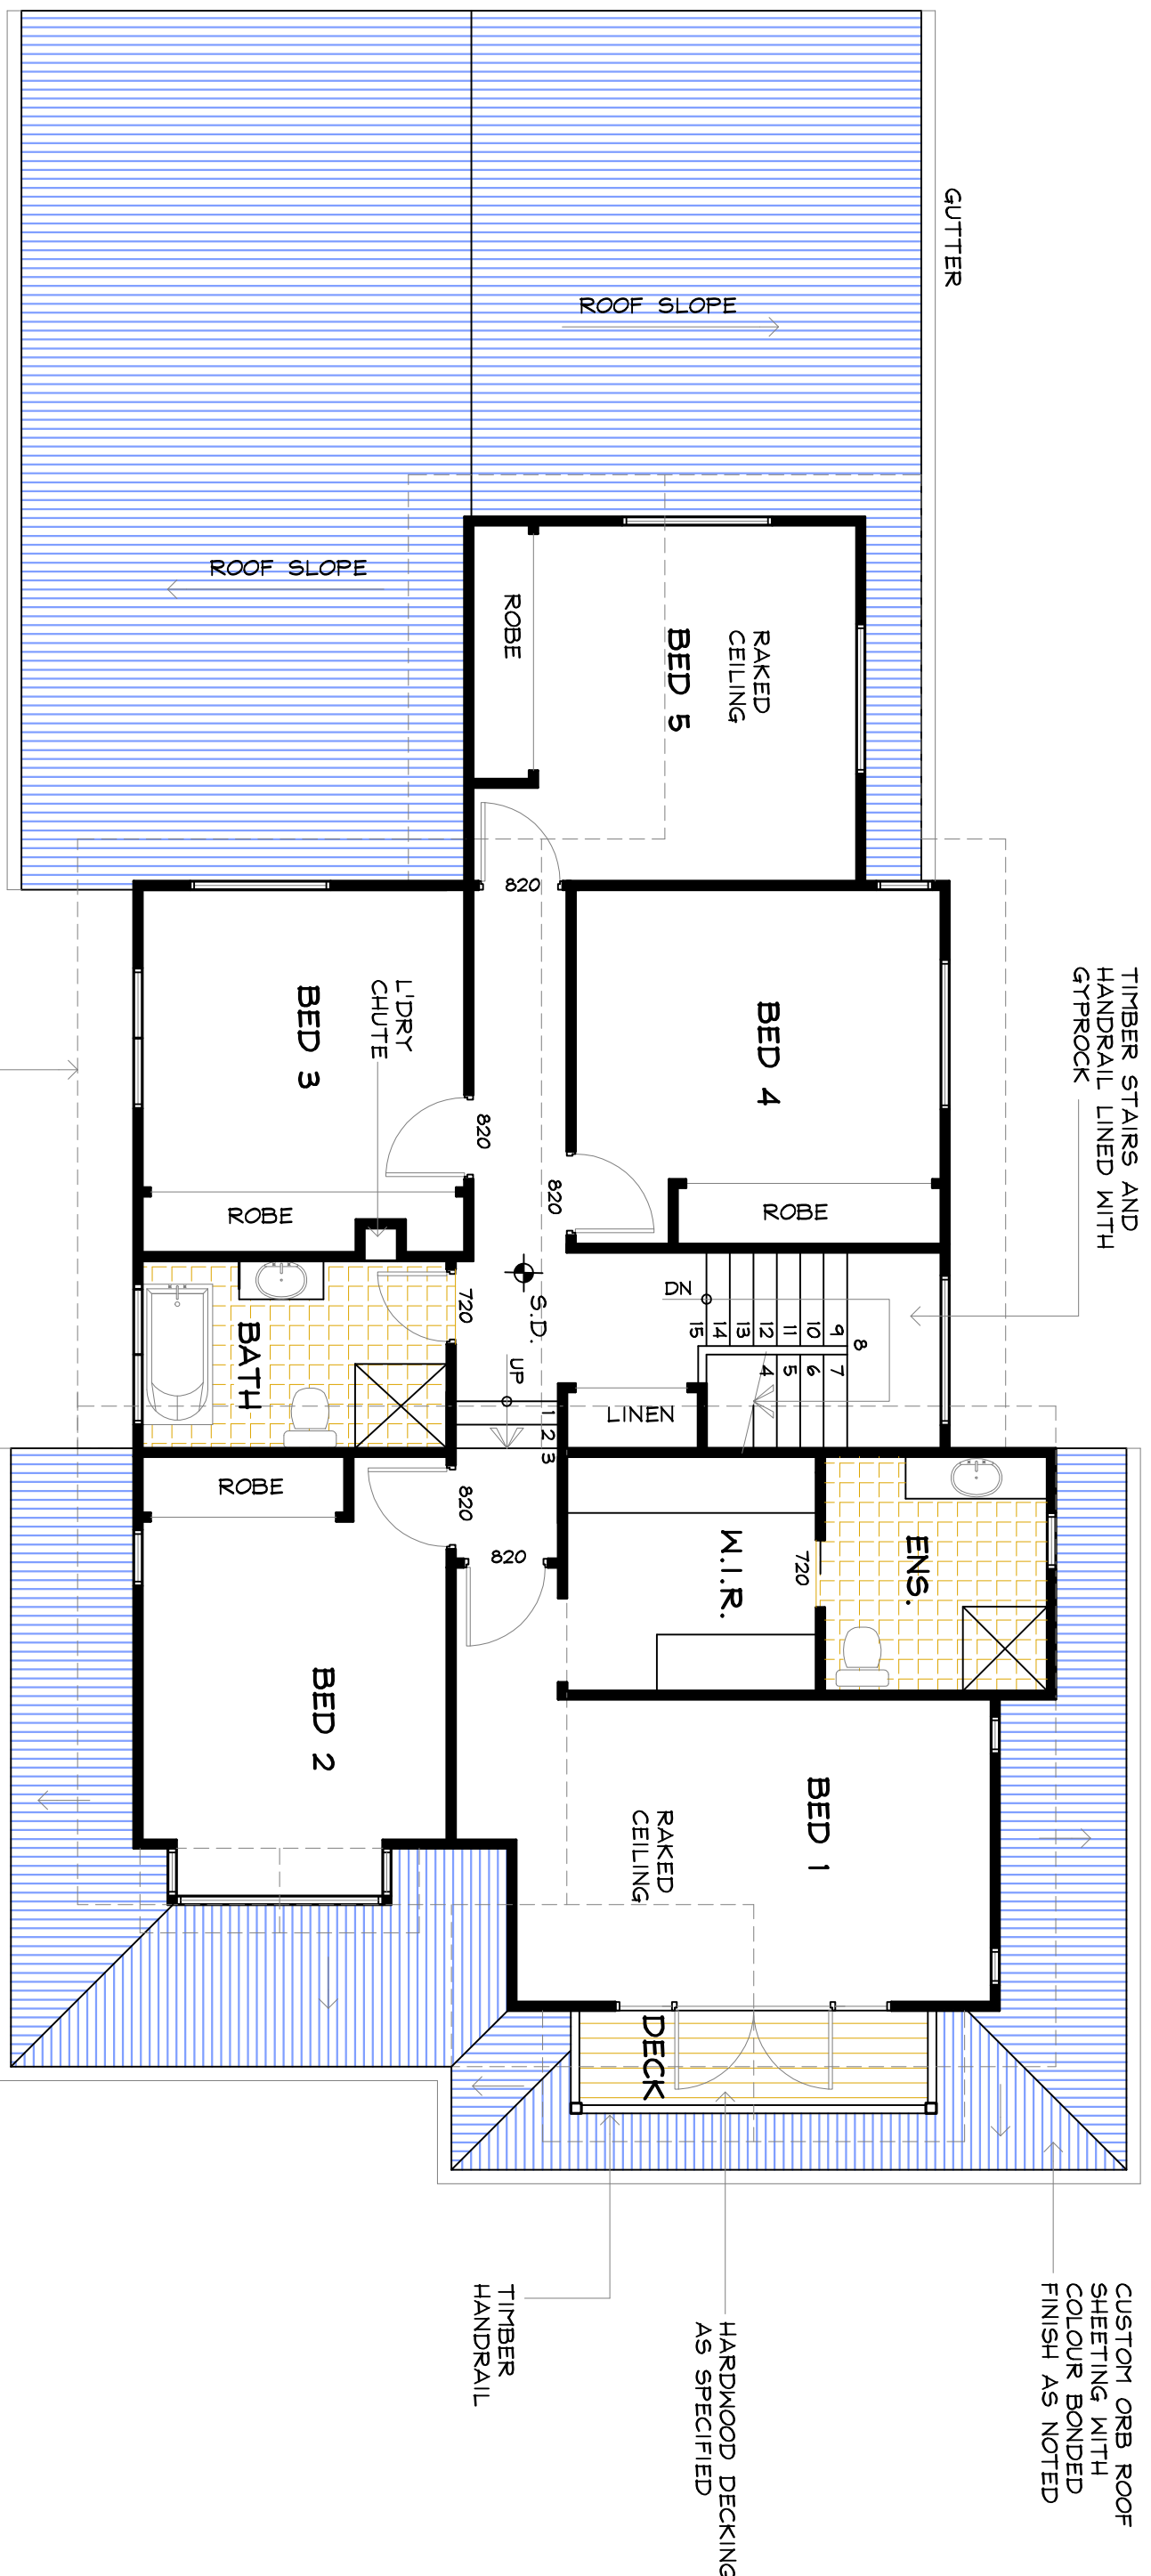 GUTTER
ROOF SLOPE
ROOF SLOPE
ROBE
BED 5
RAKED
CEILING
820
TIMBER STAIRS AND
HANDRAIL LINED WITH
GYPROCK
BED 4
BED 3
L'DRY
CHUTE
820
820
ROBE
ROBE
S.D.
720
BATH
UP
1 2 3
DN
15
14
13
12
11
10
9
8
7
6
5
4
LINEN
ROBE
820
820
W.I.R.
720
ENS.
BED 2
BED 1
RAKED
CEILING
DECK
TIMBER
HANDRAIL
HARDWOOD DECKING
AS SPECIFIED
CUSTOM ORB ROOF
SHEETING WITH
COLOUR BONDED
FINISH AS NOTED